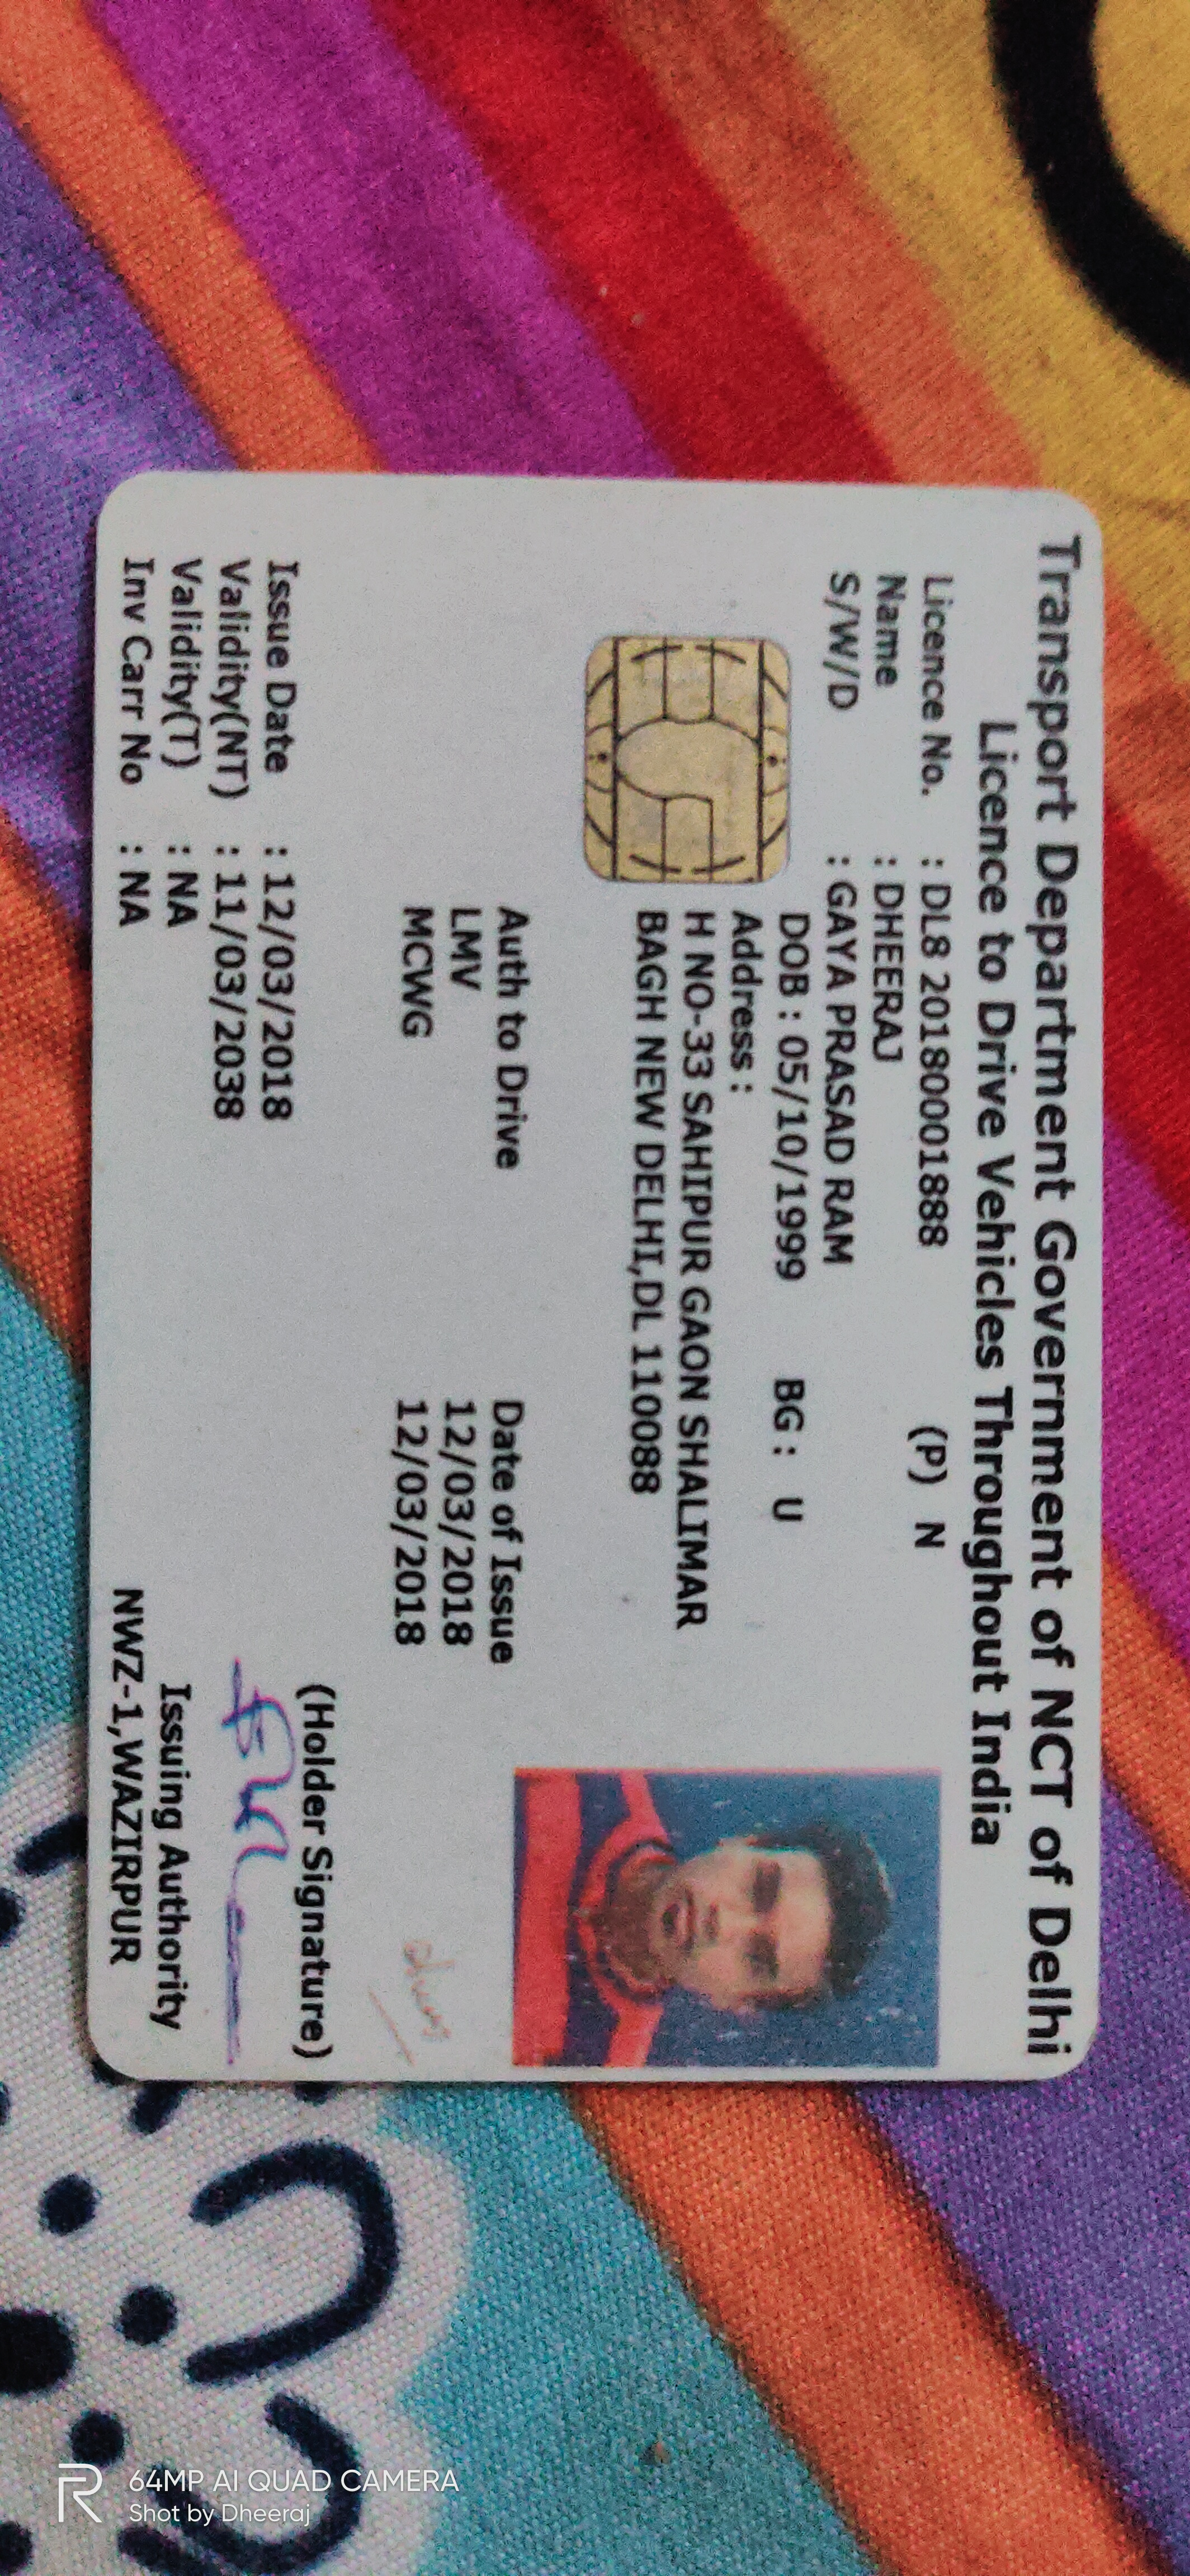 Transport Department Government of NCT of Delhi
Licence to Drive Vehicles Throughout India
Licence No. : DL8 20180001888 (P) N
Name : DHEERAJ
S/W/D : GAYA PRASAD RAM
DOB : 05/10/1999 BG : U
Address :
H NO-33 SAHIPUR GAON SHALIMAR
BAGH NEW DELHI,DL 110088
Auth to Drive Date of Issue
LMV 12/03/2018
MCWG 12/03/2018
(Holder Signature)
Issue Date : 12/03/2018
Validity(NT) : 11/03/2038
Validity(T) : NA
Inv Carr No : NA
Issuing Authority
NWZ-1,WAZIRPUR
64MP AI QUAD CAMERA
Shot by Dheeraj